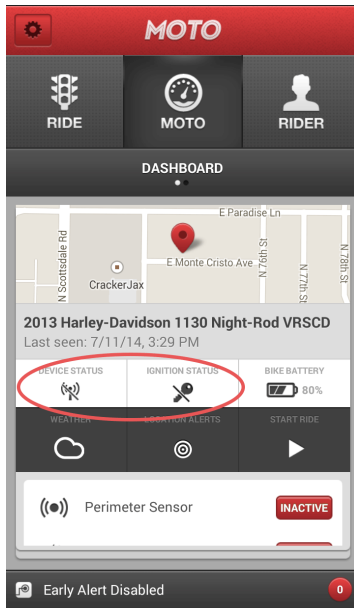 MOTO
RIDE
MOTO
RIDER
DASHBOARD
E Paradise Ln
N Scottsdale Rd
E Monte Cristo Ave
N 76th St
N 77th St
N 78th St
CrackerJax
2013 Harley-Davidson 1130 Night-Rod VRSCD
Last seen: 7/11/14, 3:29 PM
DEVICE STATUS
IGNITION STATUS
BIKE BATTERY
80%
WEATHER
LOCATION ALERTS
START RIDE
Perimeter Sensor
INACTIVE
Early Alert Disabled
0